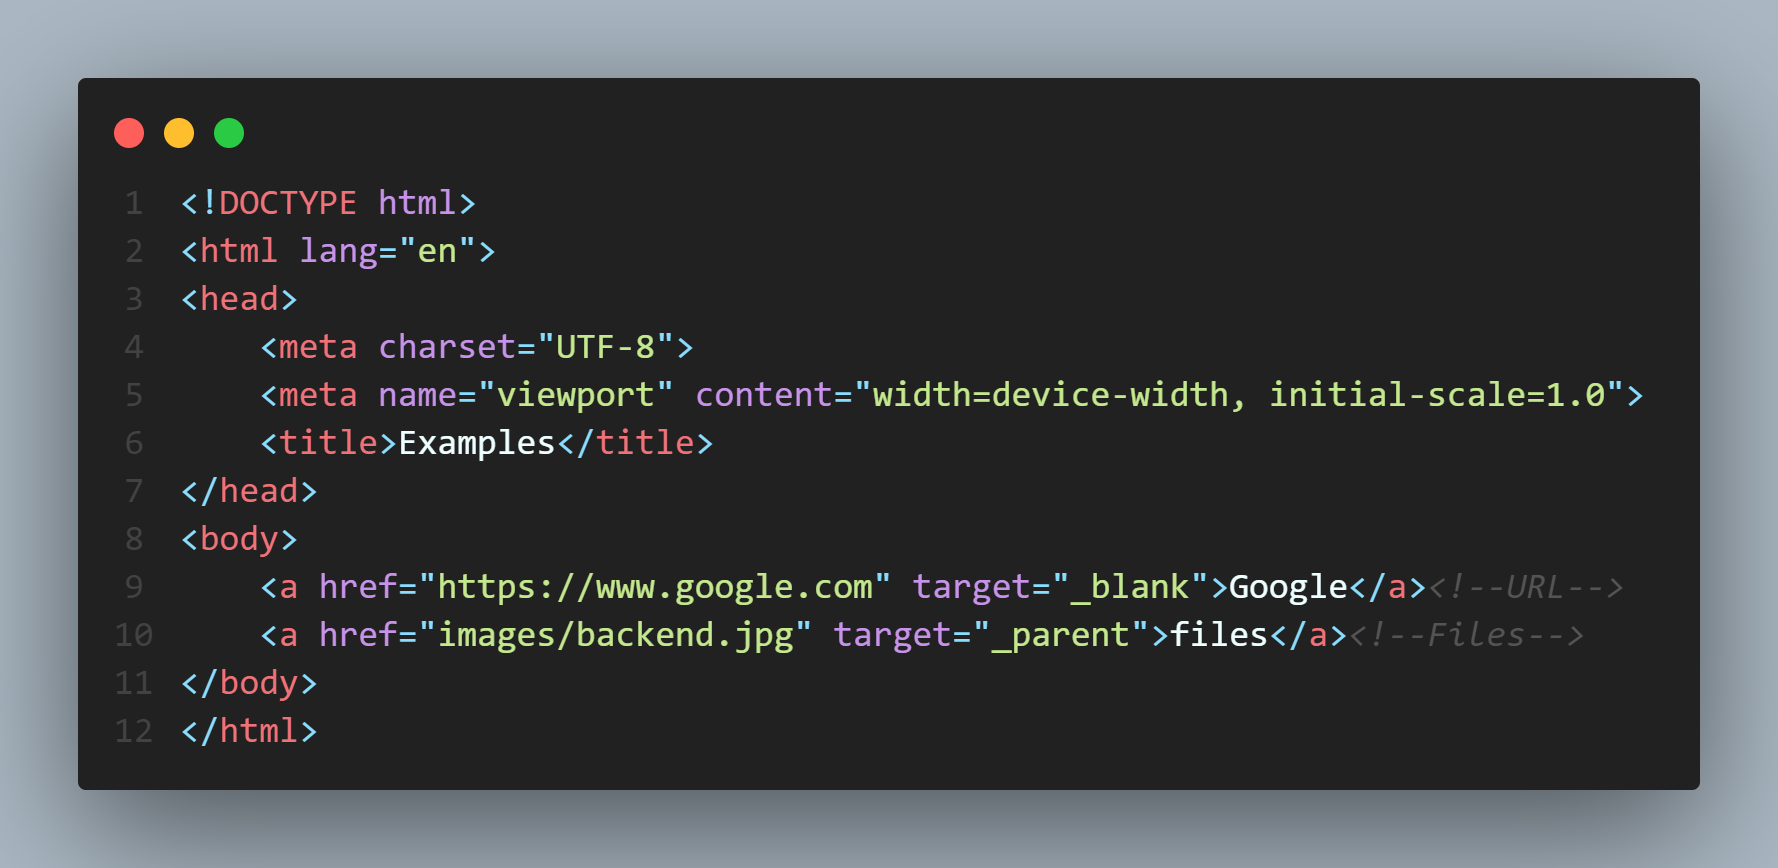 1 <!DOCTYPE html>
2 <html lang="en">
3 <head>
4     <meta charset="UTF-8">
5     <meta name="viewport" content="width=device-width, initial-scale=1.0">
6     <title>Examples</title>
7 </head>
8 <body>
9     <a href="https://www.google.com" target="_blank">Google</a><!--URL-->
10     <a href="images/backend.jpg" target="_parent">files</a><!--Files-->
11 </body>
12 </html>